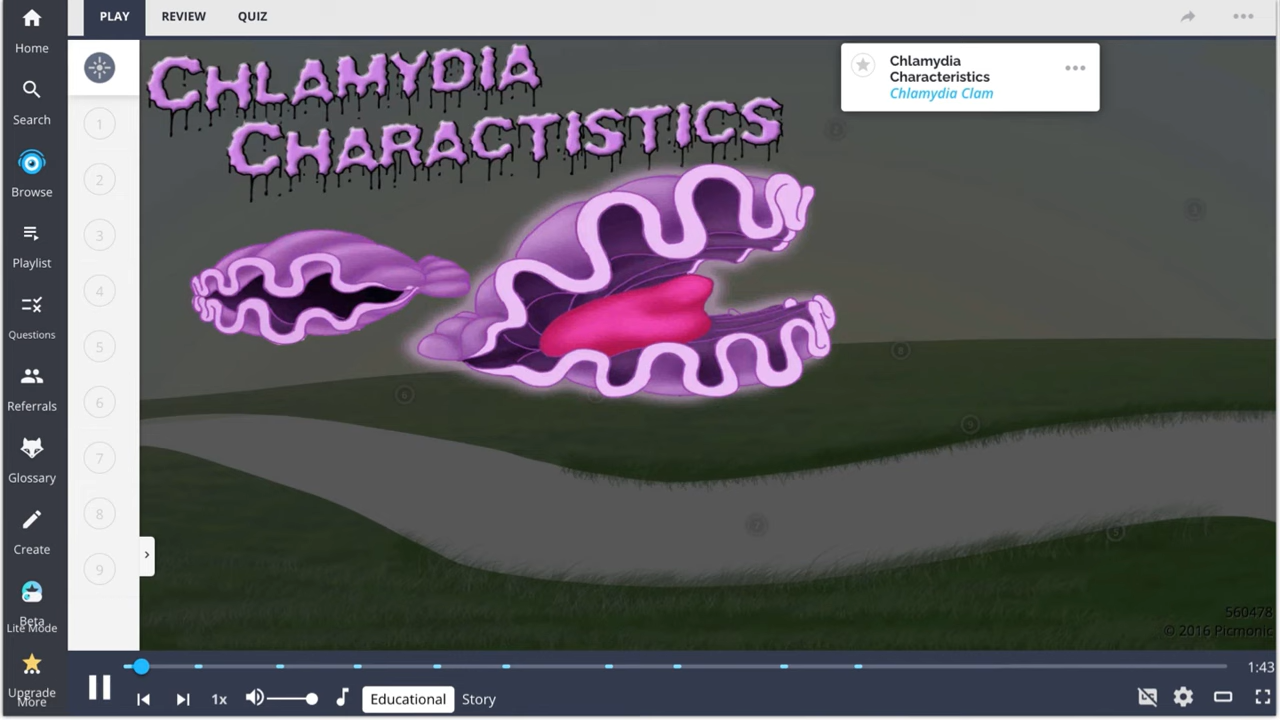 PLAY
REVIEW
QUIZ
Home
Search
Browse
Playlist
Questions
Referrals
Glossary
Create
Beta
Lite Mode
Upgrade
More
1
2
3
4
5
6
7
8
9
CHLAMYDIA
CHARACTISTICS
Chlamydia
Characteristics
Chlamydia Clam
560478
© 2016 Picmonic
1:43
1x
Educational
Story